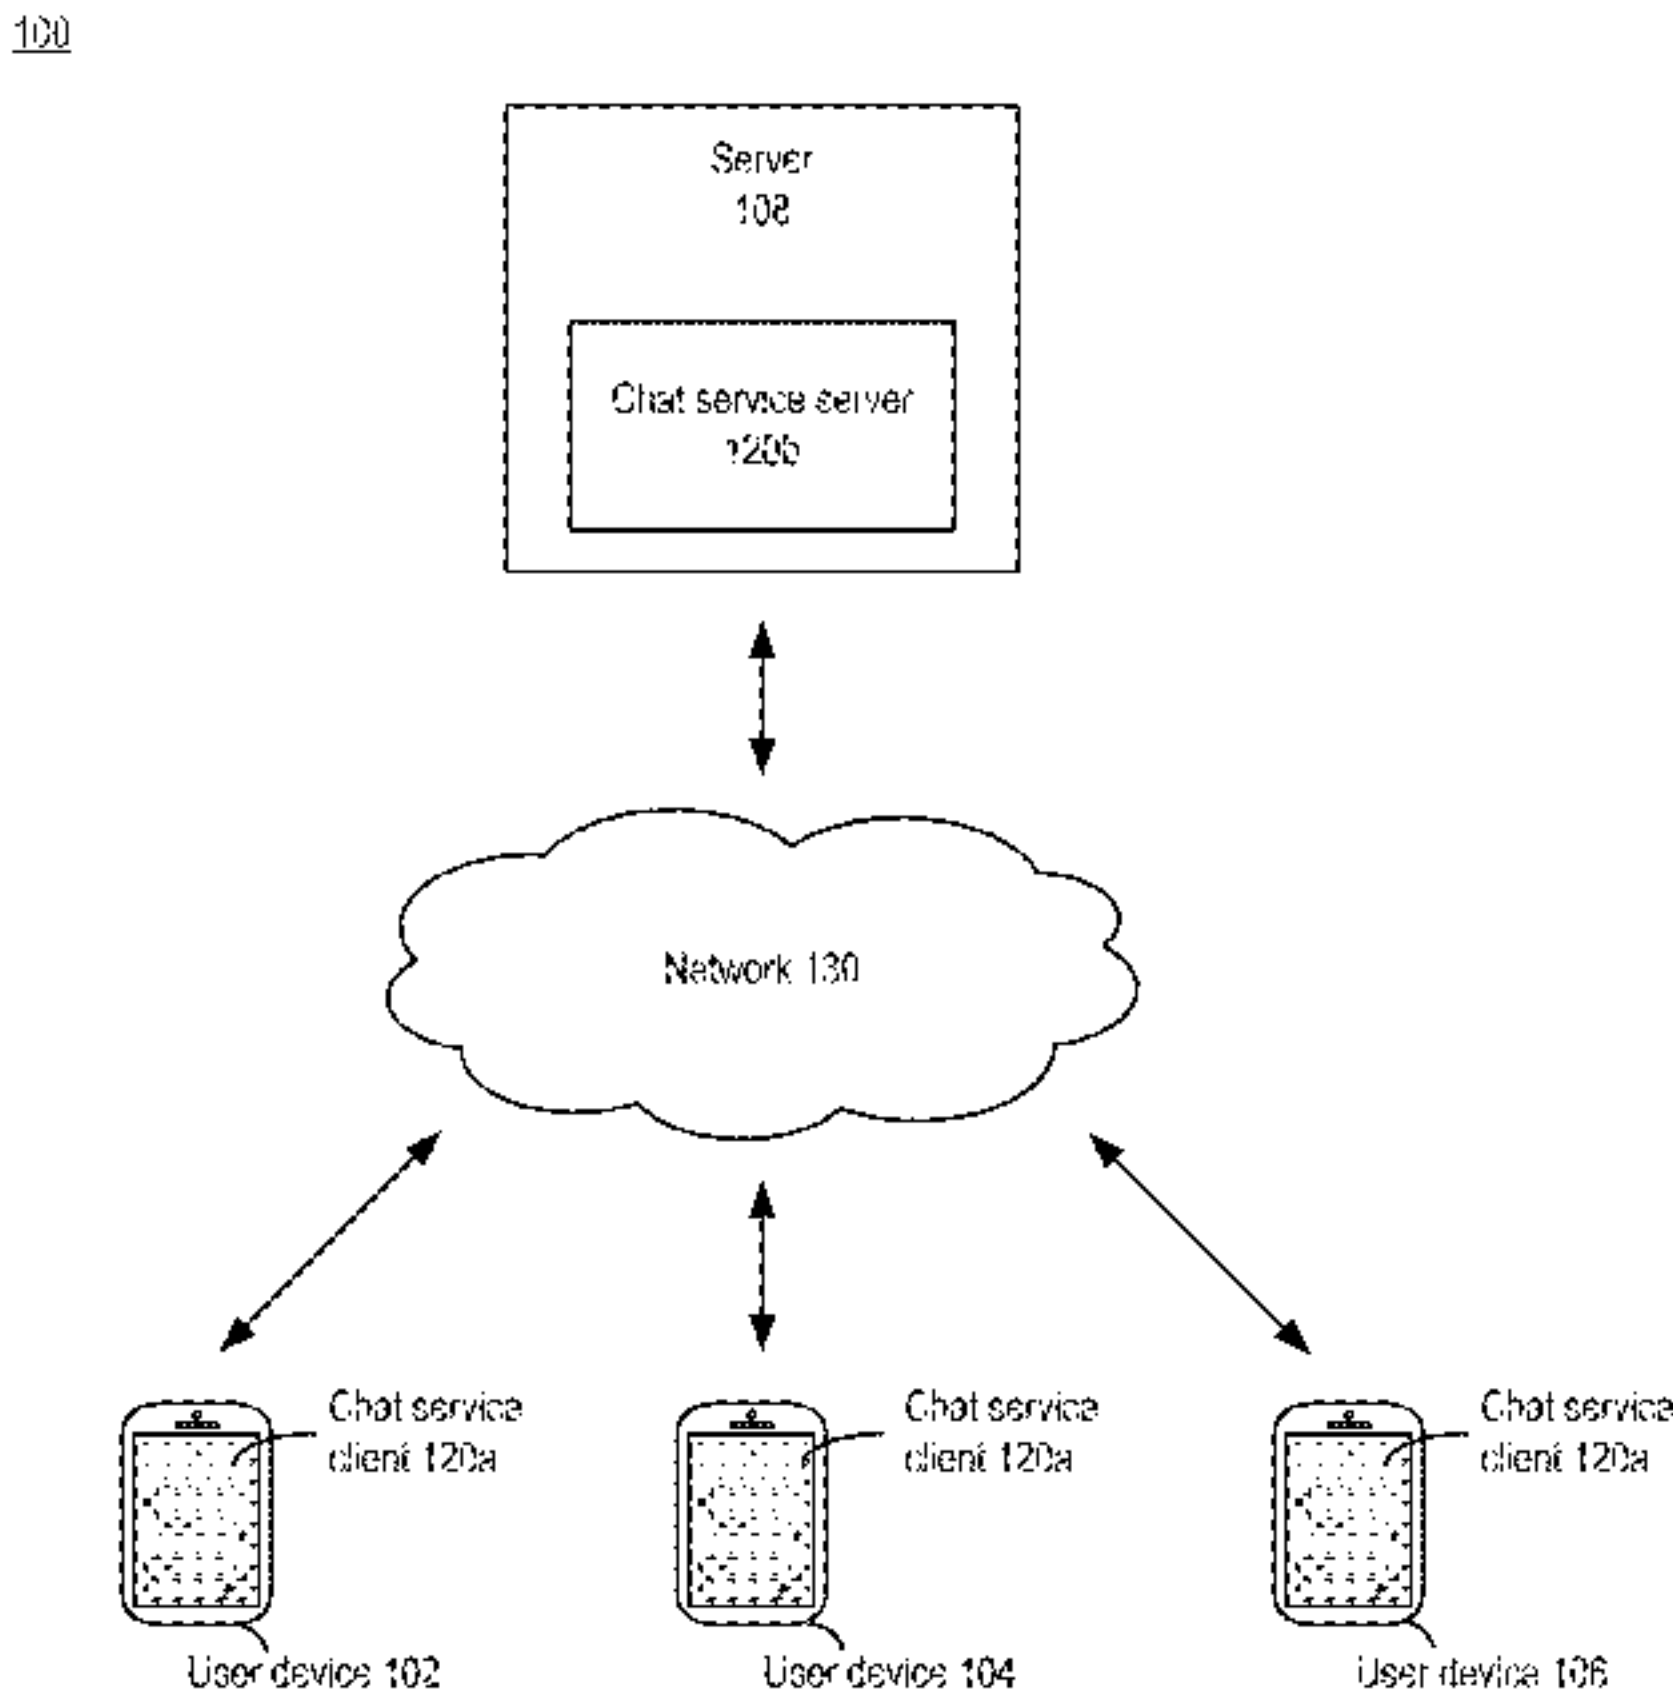 100
Server
108
Chat service server
120b
Network 130
Chat service
client 120a
Chat service
client 120a
Chat service
client 120a
User device 102
User device 104
User device 106